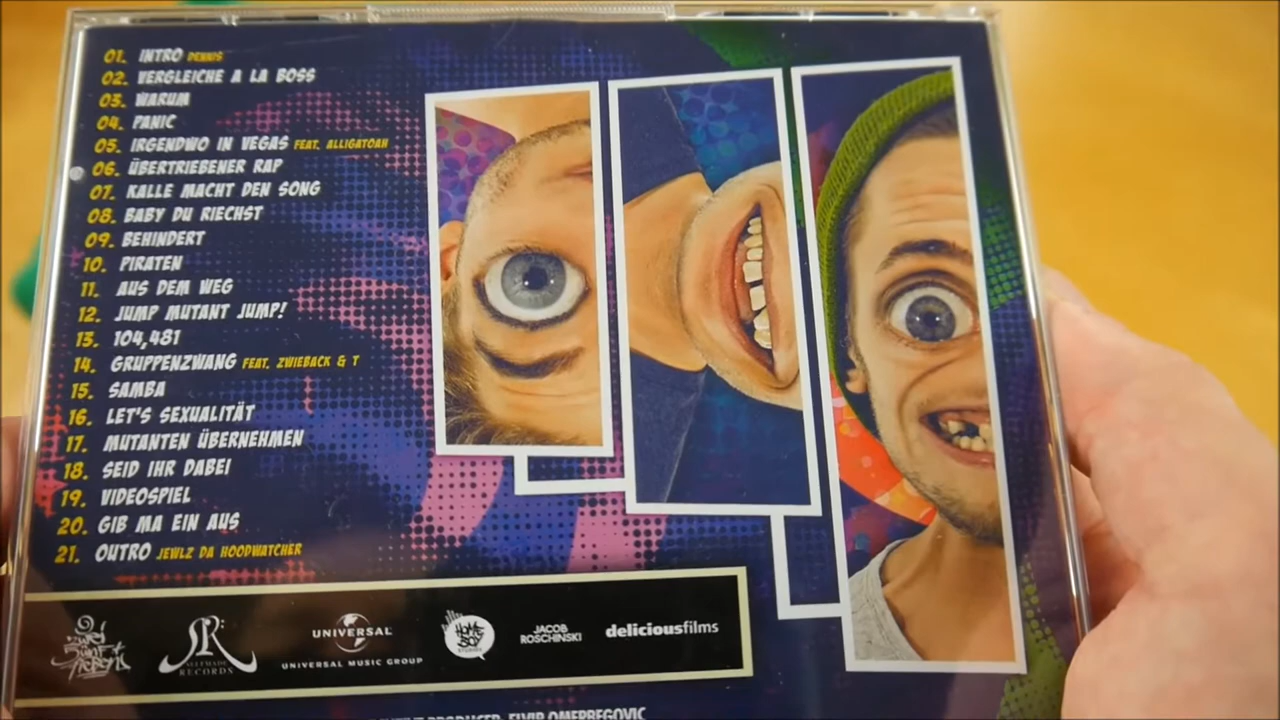 01. INTRO DENNIS
02. VERGLEICHE A LA BOSS
03. WARUM
04. PANIC
05. IRGENDWO IN VEGAS FEAT. ALLIGATOAH
06. ÜBERTRIEBENER RAP
07. KALLE MACHT DEN SONG
08. BABY DU RIECHST
09. BEHINDERT
10. PIRATEN
11. AUS DEM WEG
12. JUMP MUTANT JUMP!
13. 104,481
14. GRUPPENZWANG FEAT. ZWIEBACK & T
15. SAMBA
16. LET'S SEXUALITÄT
17. MUTANTEN ÜBERNEHMEN
18. SEID IHR DABEI
19. VIDEOSPIEL
20. GIB MA EIN AUS
21. OUTRO JEWLZ DA HOODWATCHER
SELFMADE RECORDS
UNIVERSAL
UNIVERSAL MUSIC GROUP
JACOB ROSCHINSKI
deliciousfilms
PRODUCER: ELVIR OMERBEGOVIC